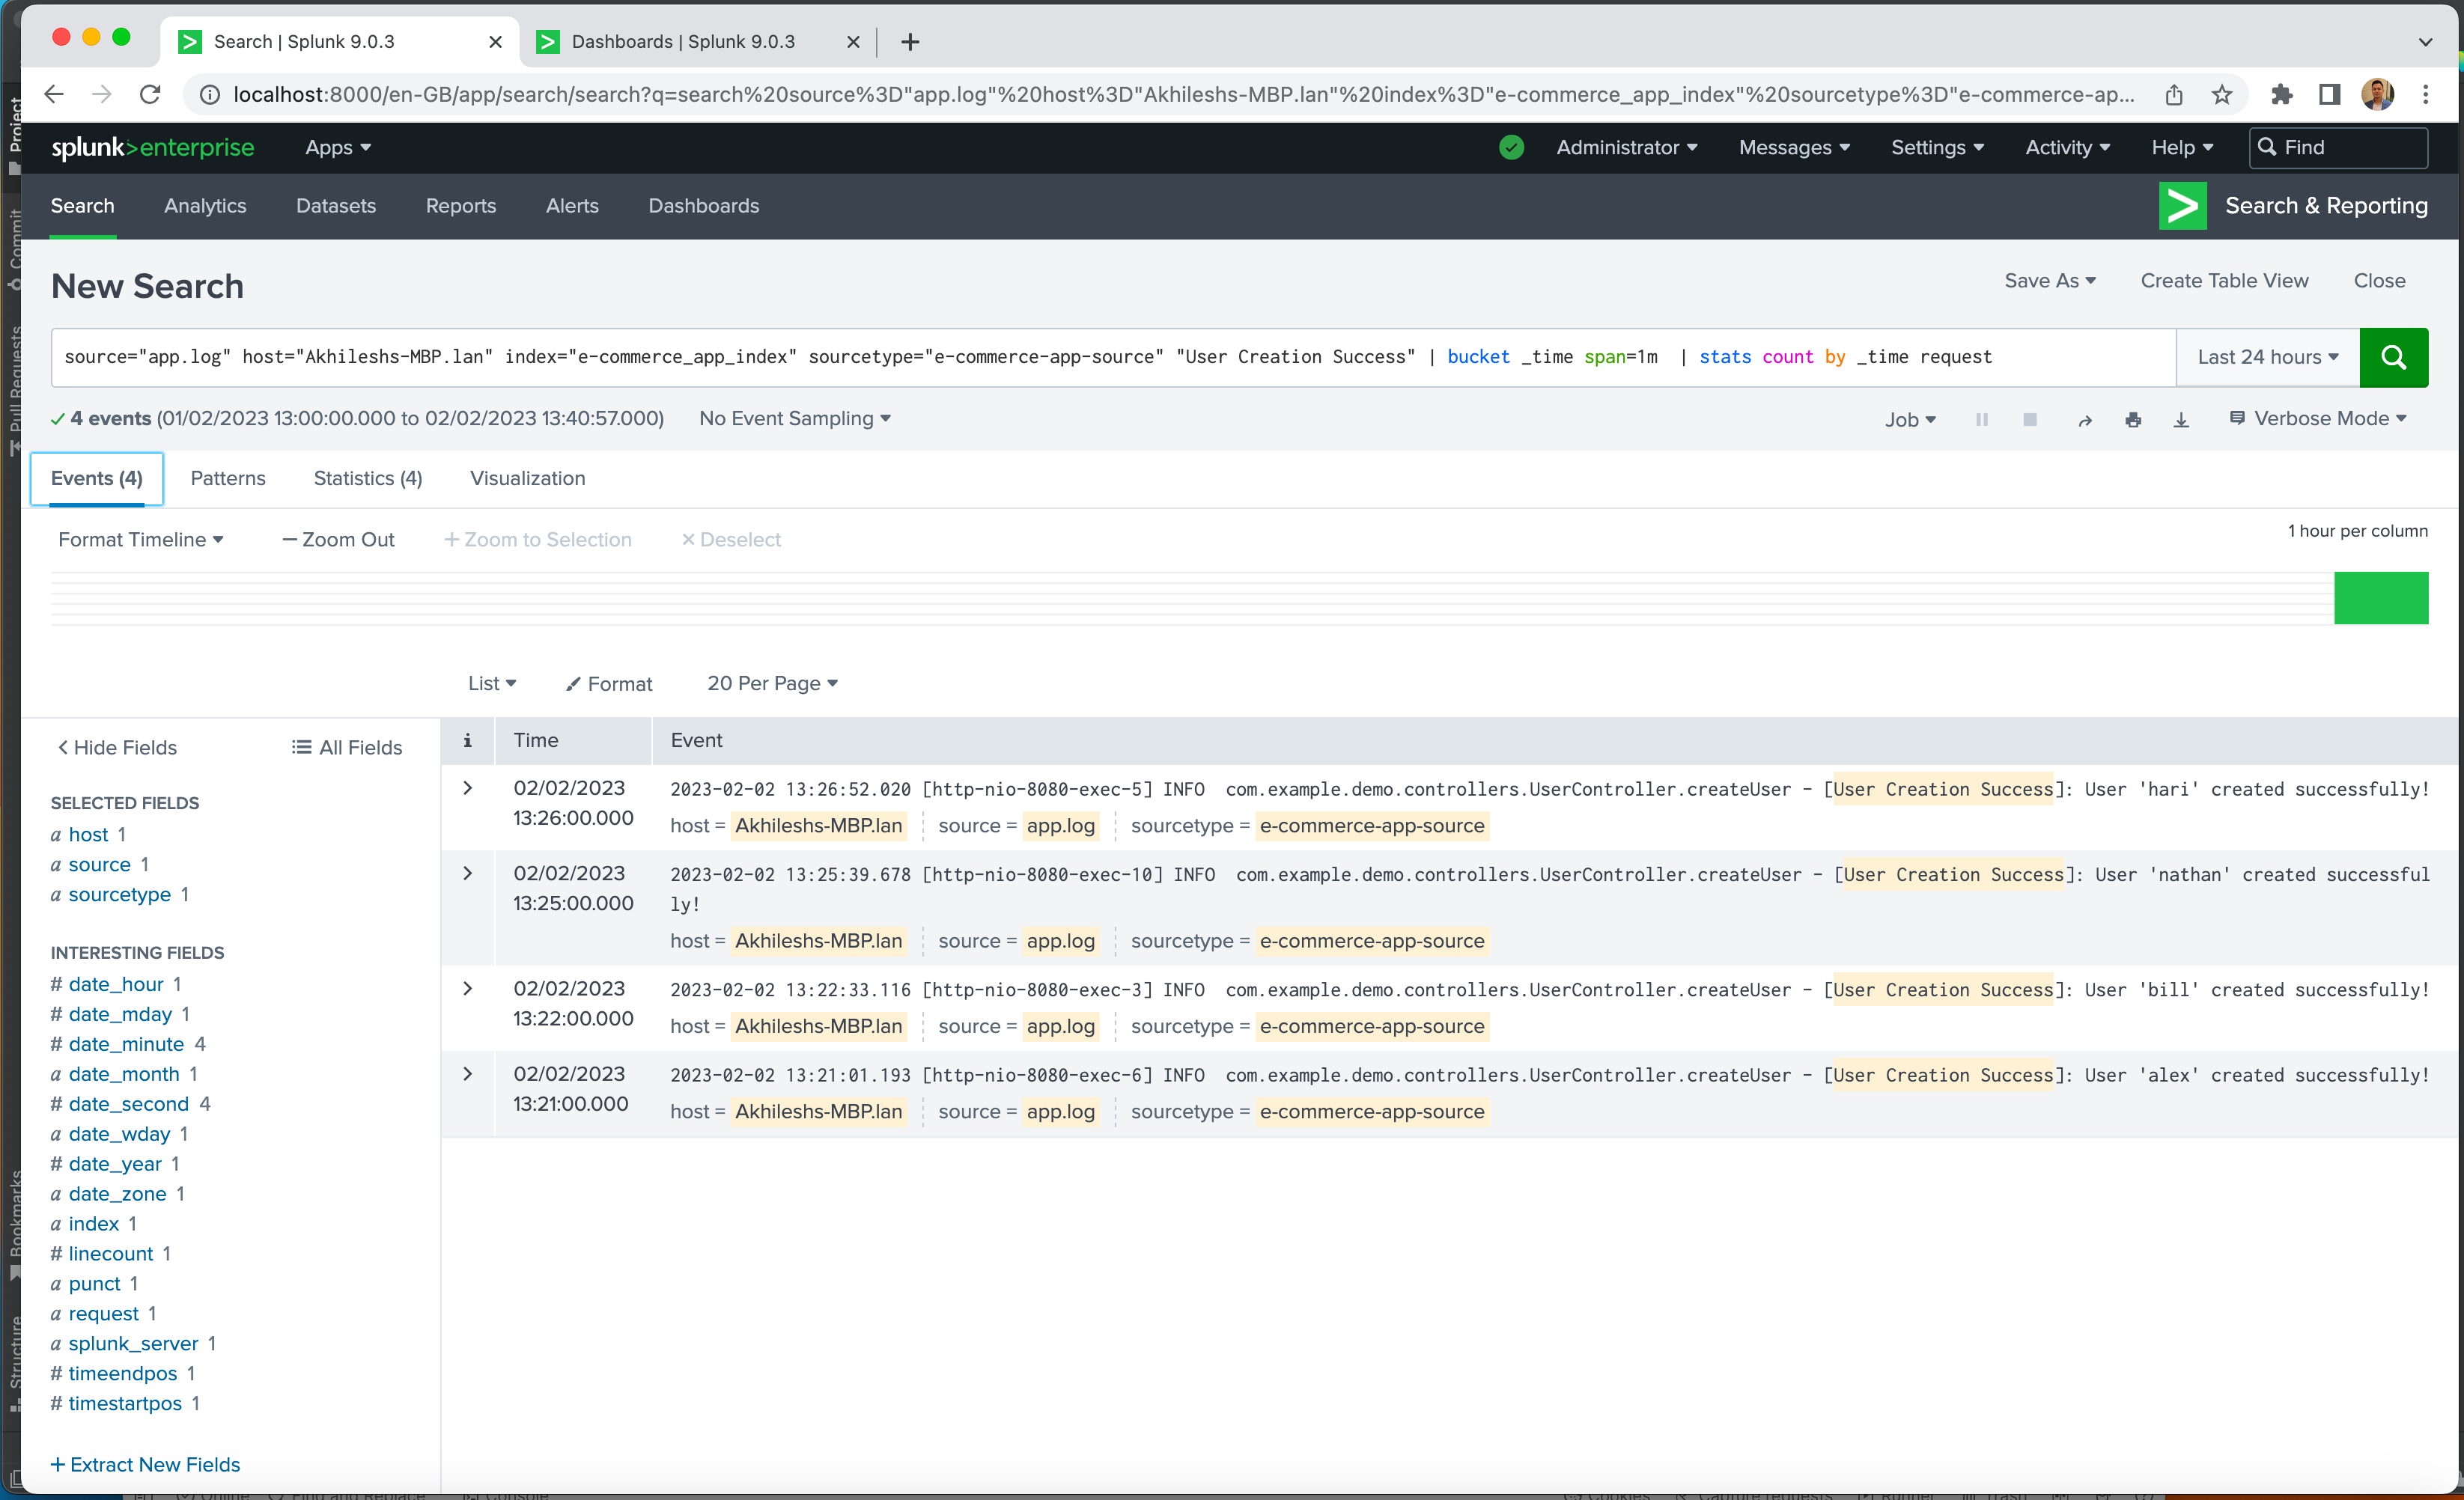 Search | Splunk 9.0.3
Dashboards | Splunk 9.0.3
localhost:8000/en-GB/app/search/search?q=search%20source%3D"app.log"%20host%3D"Akhileshs-MBP.lan"%20index%3D"e-commerce_app_index"%20sourcetype%3D"e-commerce-ap...
splunk>enterprise Apps Administrator Messages Settings Activity Help Find
Search Analytics Datasets Reports Alerts Dashboards Search & Reporting
New Search Save As Create Table View Close
source="app.log" host="Akhileshs-MBP.lan" index="e-commerce_app_index" sourcetype="e-commerce-app-source" "User Creation Success" | bucket _time span=1m | stats count by _time request Last 24 hours
4 events (01/02/2023 13:00:00.000 to 02/02/2023 13:40:57.000) No Event Sampling Job Verbose Mode
Events (4) Patterns Statistics (4) Visualization
Format Timeline — Zoom Out + Zoom to Selection × Deselect 1 hour per column
List Format 20 Per Page
Hide Fields All Fields
SELECTED FIELDS
a host 1
a source 1
a sourcetype 1
INTERESTING FIELDS
# date_hour 1
# date_mday 1
# date_minute 4
a date_month 1
# date_second 4
a date_wday 1
# date_year 1
a date_zone 1
a index 1
# linecount 1
a punct 1
a request 1
a splunk_server 1
# timeendpos 1
# timestartpos 1
+ Extract New Fields
i Time Event
02/02/2023
13:26:00.000
2023-02-02 13:26:52.020 [http-nio-8080-exec-5] INFO com.example.demo.controllers.UserController.createUser - [User Creation Success]: User 'hari' created successfully!
host = Akhileshs-MBP.lan source = app.log sourcetype = e-commerce-app-source
02/02/2023
13:25:00.000
2023-02-02 13:25:39.678 [http-nio-8080-exec-10] INFO com.example.demo.controllers.UserController.createUser - [User Creation Success]: User 'nathan' created successful
ly!
host = Akhileshs-MBP.lan source = app.log sourcetype = e-commerce-app-source
02/02/2023
13:22:00.000
2023-02-02 13:22:33.116 [http-nio-8080-exec-3] INFO com.example.demo.controllers.UserController.createUser - [User Creation Success]: User 'bill' created successfully!
host = Akhileshs-MBP.lan source = app.log sourcetype = e-commerce-app-source
02/02/2023
13:21:00.000
2023-02-02 13:21:01.193 [http-nio-8080-exec-6] INFO com.example.demo.controllers.UserController.createUser - [User Creation Success]: User 'alex' created successfully!
host = Akhileshs-MBP.lan source = app.log sourcetype = e-commerce-app-source
Project
Commit
Pull Requests
Bookmarks
Structure